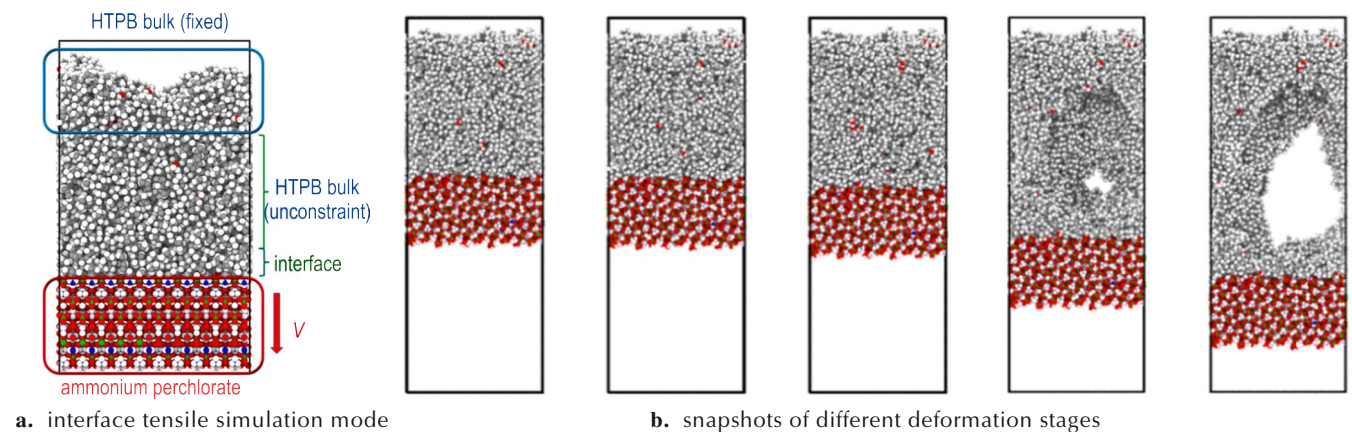 HTPB bulk (fixed)
HTPB bulk
(unconstraint)
interface
V
ammonium perchlorate
a. interface tensile simulation mode
b. snapshots of different deformation stages